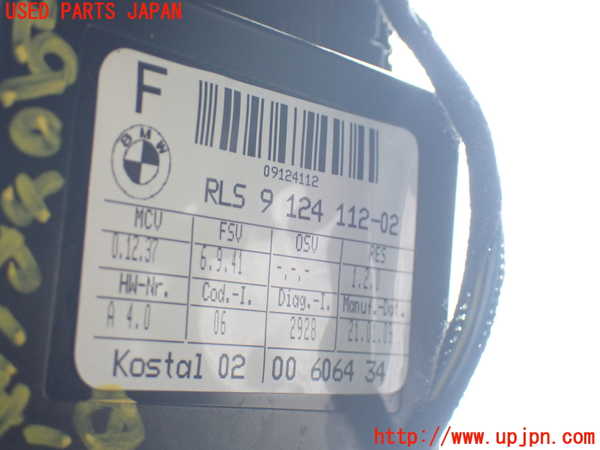 USED PARTS JAPAN
F
BMW
09124112
RLS 9 124 112-02
MCV FSV OSV RES
0.12.37 6.9.41 -.-.- 1.2.0
HW-Nr. Cod.-I. Diag.-I. Manuf.-Dat.
A 4.0 06 2928
Kostal 02 00 6064 34
http://www.upjpn.com